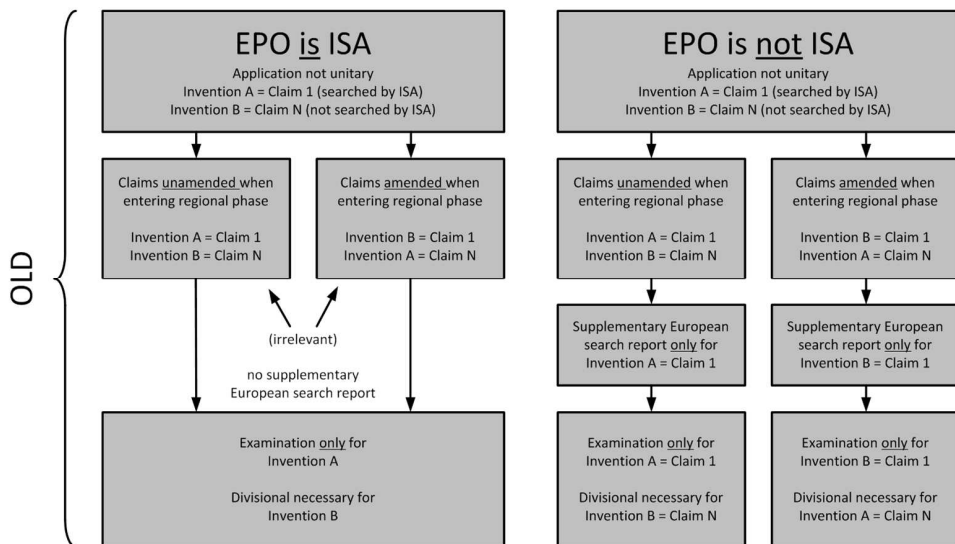 OLD
EPO is ISA
Application not unitary
Invention A = Claim 1 (searched by ISA)
Invention B = Claim N (not searched by ISA)
Claims unamended when
entering regional phase
Invention A = Claim 1
Invention B = Claim N
Claims amended when
entering regional phase
Invention B = Claim 1
Invention A = Claim N
(irrelevant)
no supplementary
European search report
Examination only for
Invention A
Divisional necessary for
Invention B
EPO is not ISA
Application not unitary
Invention A = Claim 1 (searched by ISA)
Invention B = Claim N (not searched by ISA)
Claims unamended when
entering regional phase
Invention A = Claim 1
Invention B = Claim N
Supplementary European
search report only for
Invention A = Claim 1
Examination only for
Invention A = Claim 1
Divisional necessary for
Invention B = Claim N
Claims amended when
entering regional phase
Invention B = Claim 1
Invention A = Claim N
Supplementary European
search report only for
Invention B = Claim 1
Examination only for
Invention B = Claim 1
Divisional necessary for
Invention A = Claim N